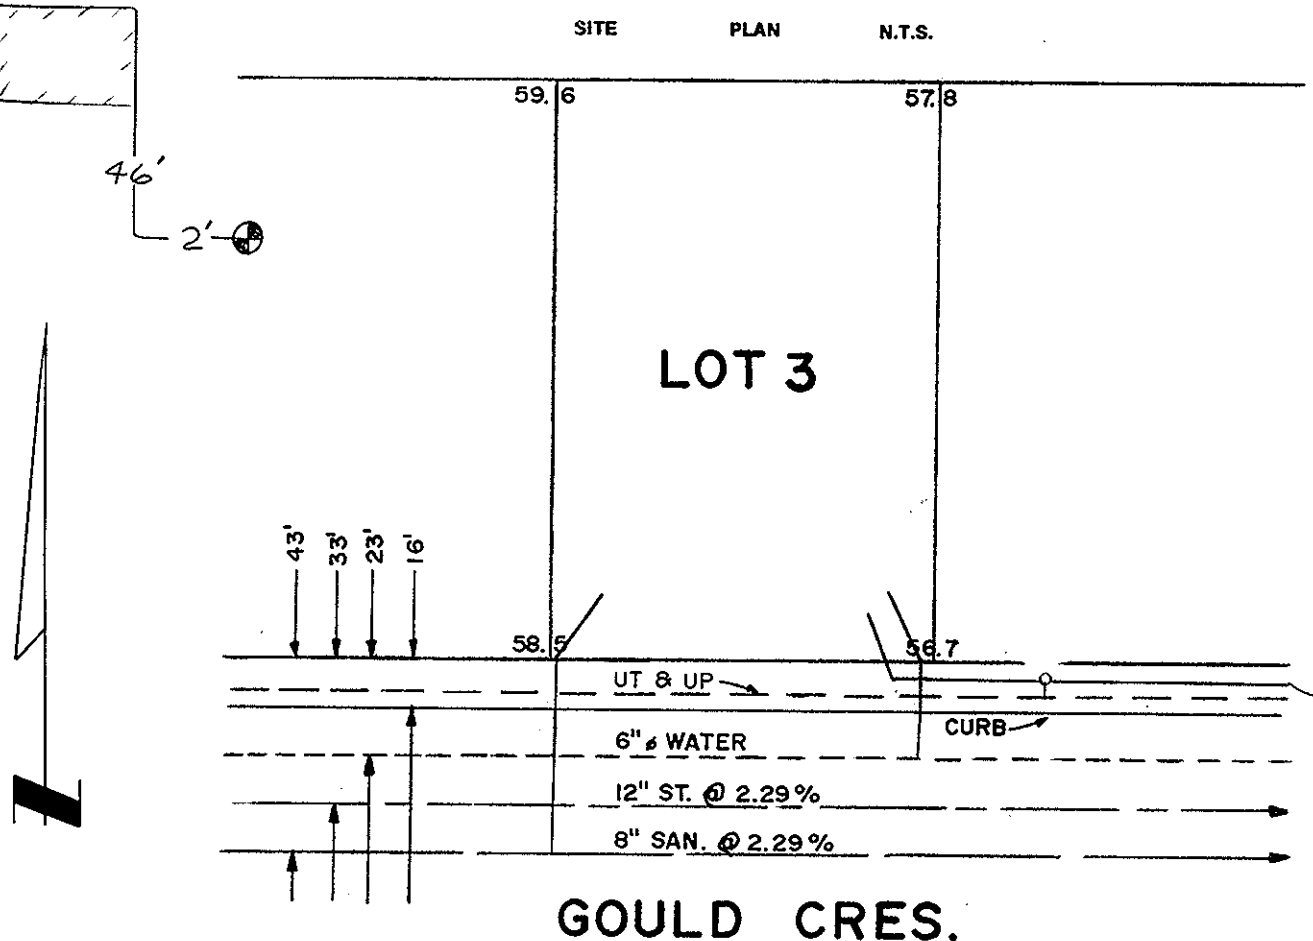 SITE PLAN N.T.S.
59.6
57.8
46'
2'
LOT 3
43'
33'
23'
16'
58.5
56.7
UT & UP
CURB
6" ø WATER
12" ST. @ 2.29%
8" SAN. @ 2.29%
GOULD CRES.